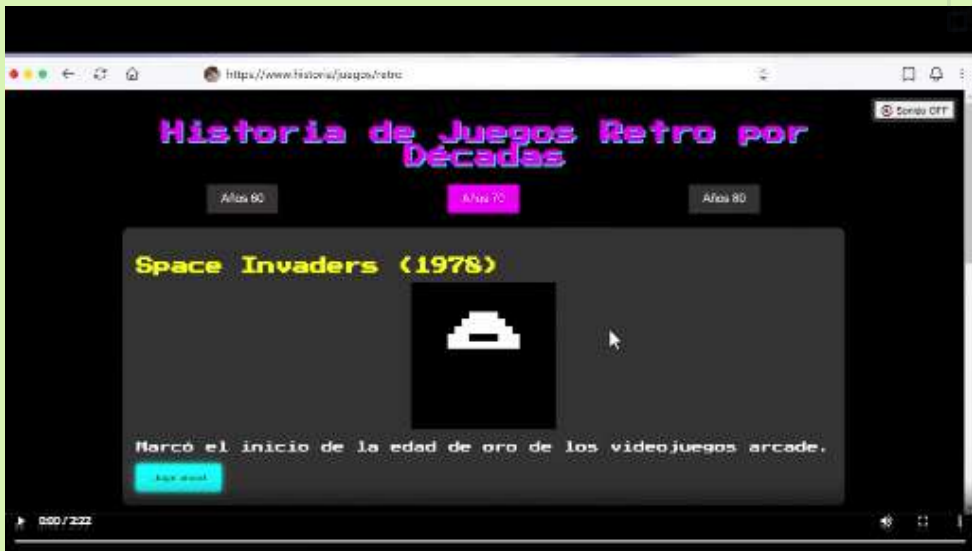 https://www.historia/juegos/retro
Sonido OFF
Historia de Juegos Retro por
Décadas
Años 60
Años 70
Años 80
Space Invaders (1978)
Marcó el inicio de la edad de oro de los videojuegos arcade.
0:00 / 2:22